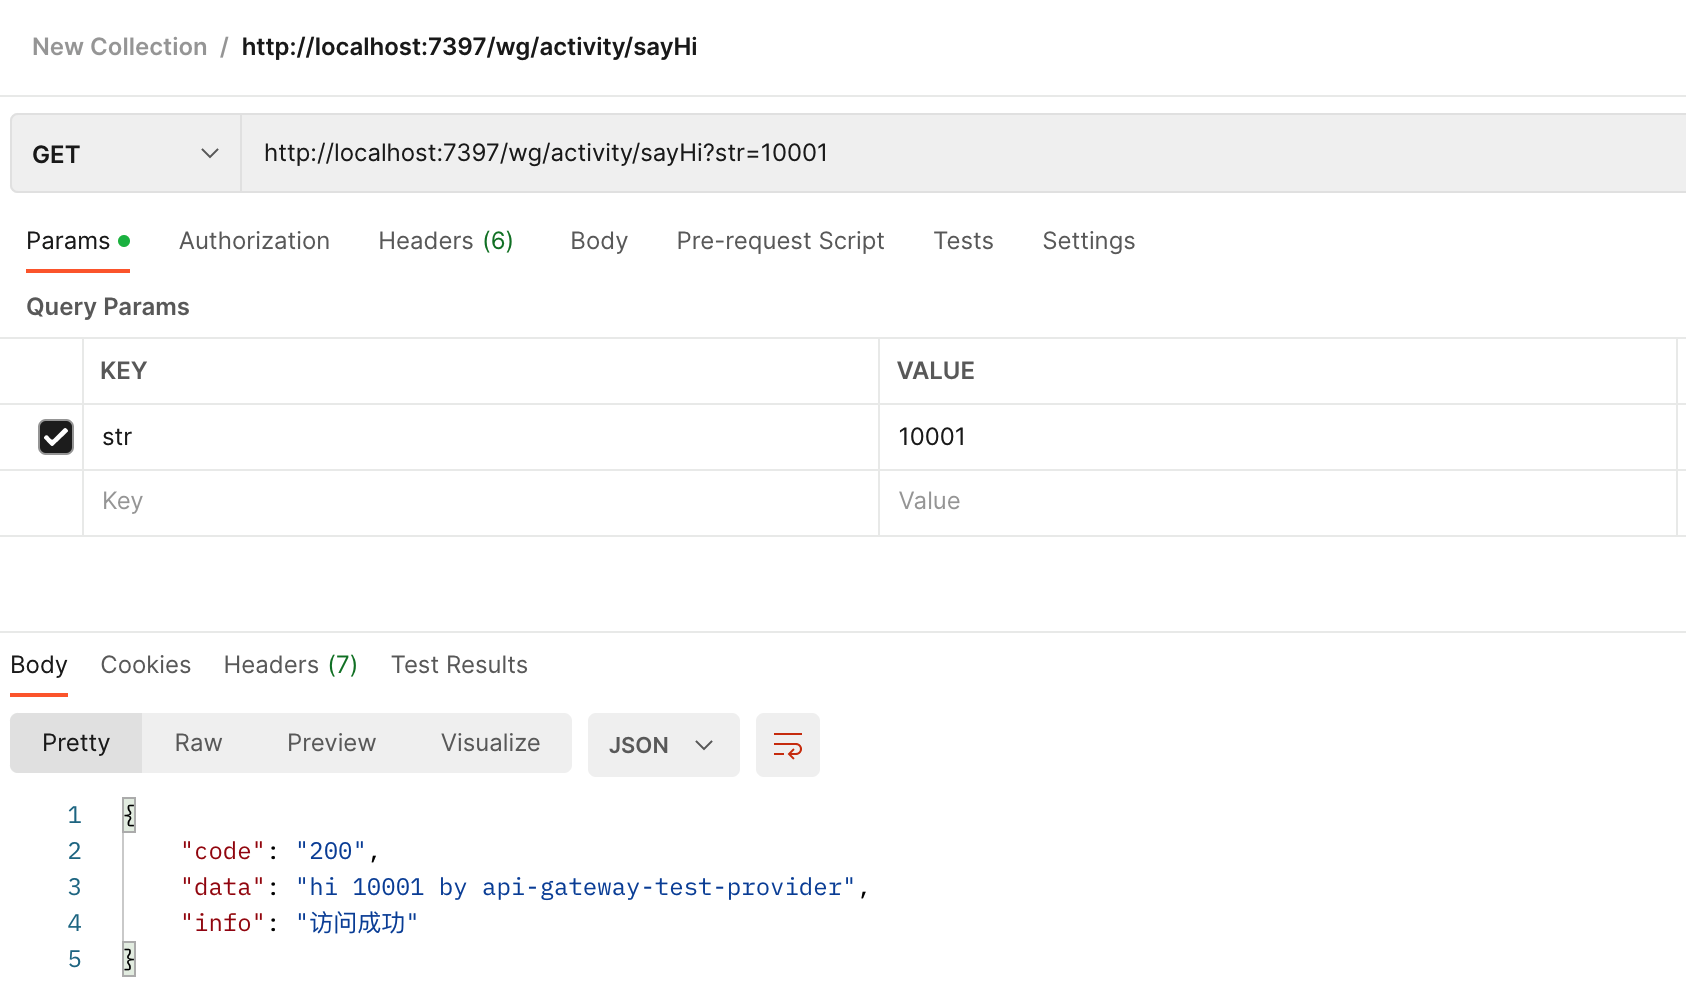 New Collection / http://localhost:7397/wg/activity/sayHi
GET http://localhost:7397/wg/activity/sayHi?str=10001
Params Authorization Headers (6) Body Pre-request Script Tests Settings
Query Params
KEY VALUE
str 10001
Key Value
Body Cookies Headers (7) Test Results
Pretty Raw Preview Visualize JSON
1 {
2 "code": "200",
3 "data": "hi 10001 by api-gateway-test-provider",
4 "info": "访问成功"
5 }